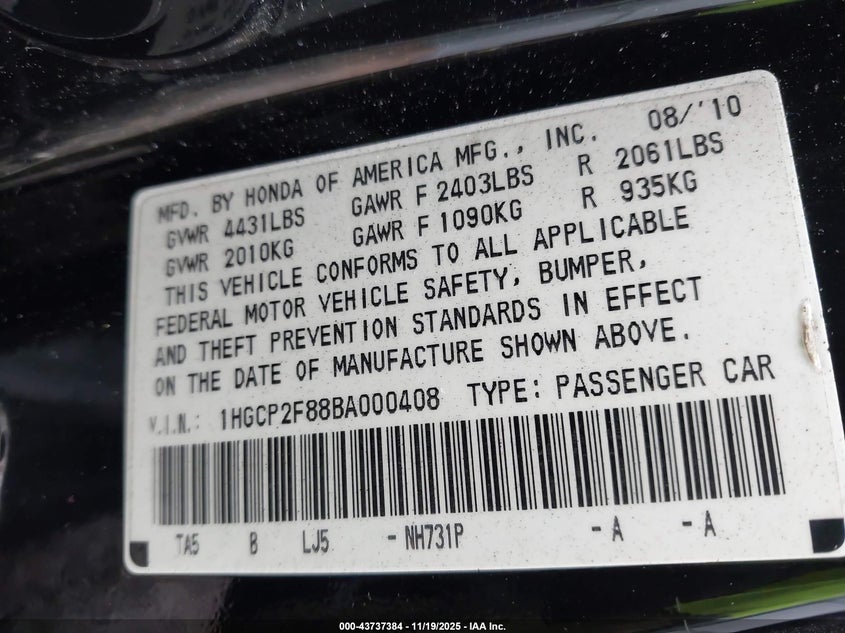 MFD. BY HONDA OF AMERICA MFG., INC. 08/'10
GVWR 4431LBS GAWR F 2403LBS R 2061LBS
GVWR 2010KG GAWR F 1090KG R 935KG
THIS VEHICLE CONFORMS TO ALL APPLICABLE
FEDERAL MOTOR VEHICLE SAFETY, BUMPER,
AND THEFT PREVENTION STANDARDS IN EFFECT
ON THE DATE OF MANUFACTURE SHOWN ABOVE.
V.I.N.: 1HGCP2F88BA000408 TYPE: PASSENGER CAR
TA5 B LJ5 -NH731P -A -A
000-43737384 - 11/19/2025 - IAA Inc.